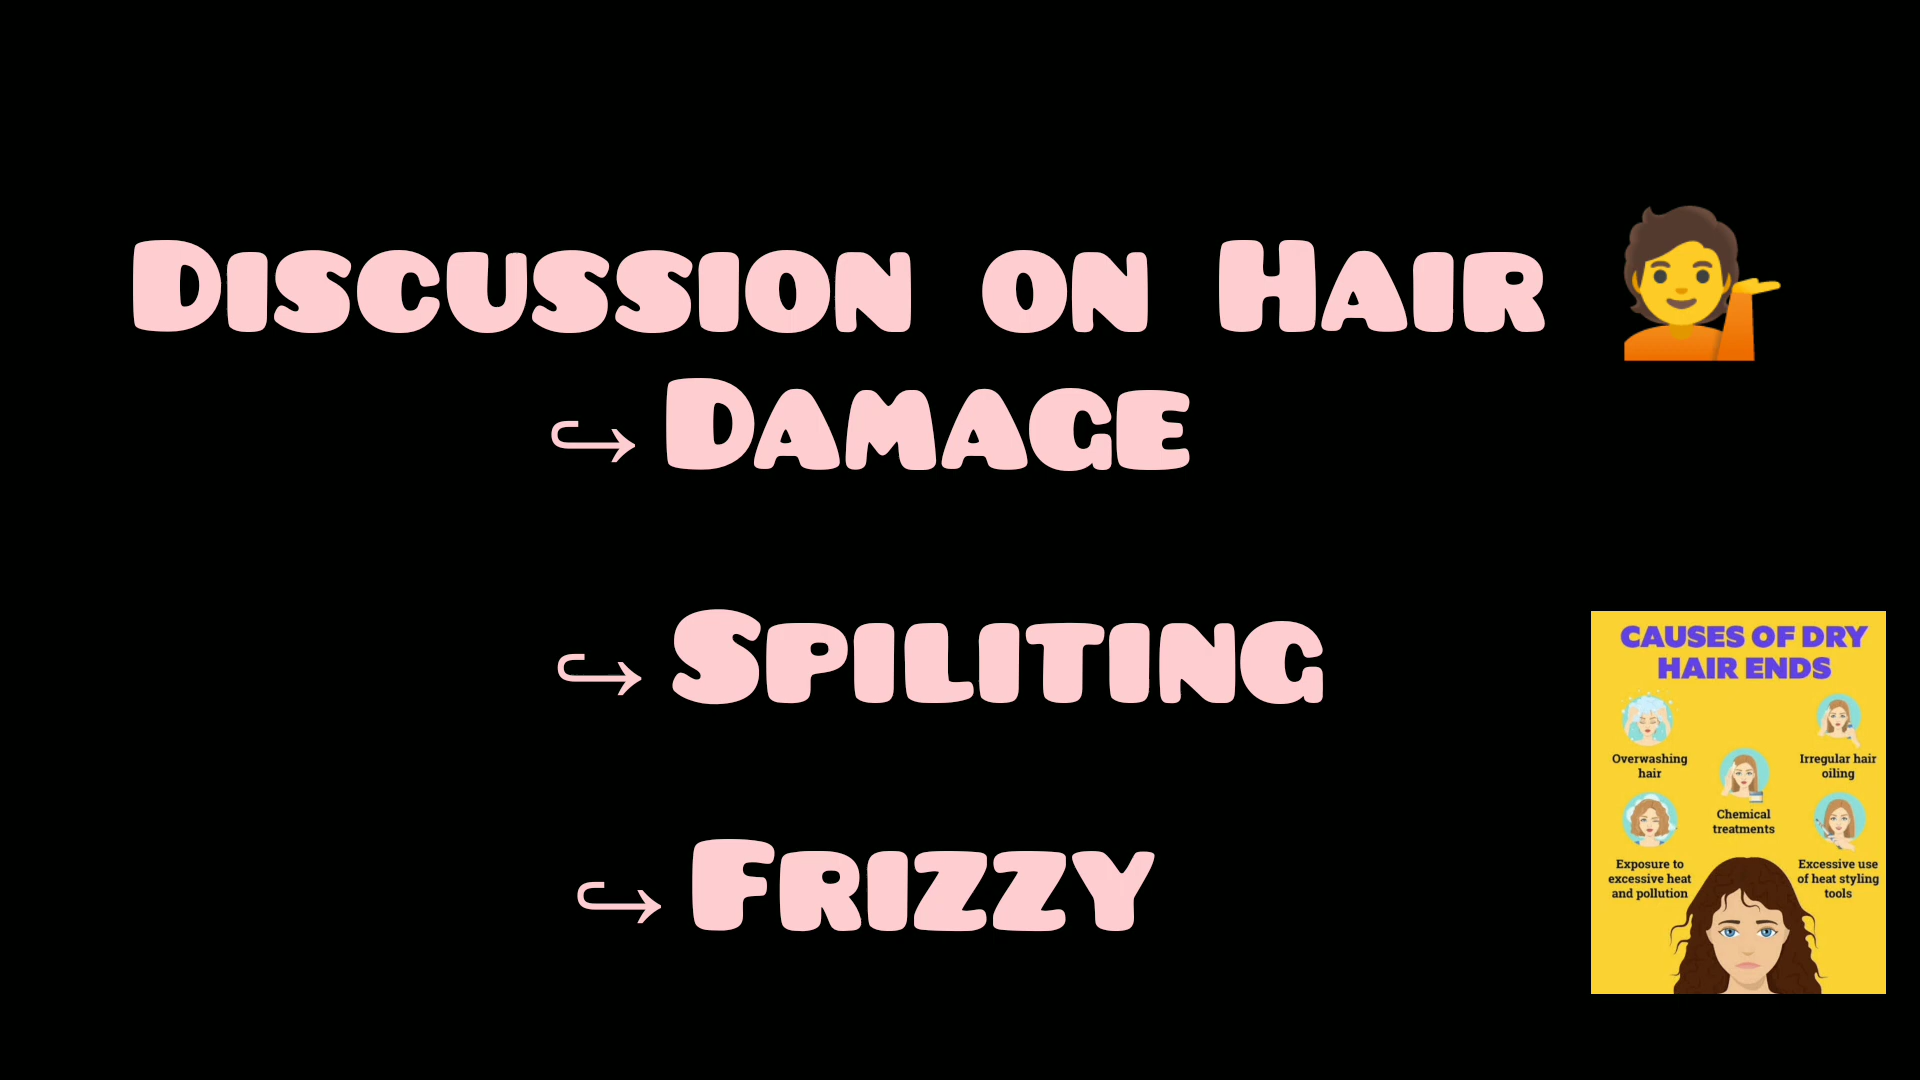 Discussion on Hair 💁
↪ Damage
↪ Spiliting
↪ Frizzy
CAUSES OF DRY
HAIR ENDS
Overwashing
hair
Irregular hair
oiling
Chemical
treatments
Exposure to
excessive heat
and pollution
Excessive use
of heat styling
tools